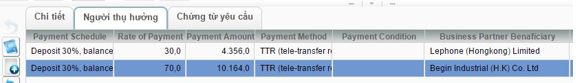 Chi tiết Người thụ hưởng Chứng từ yêu cầu
Payment Schedule Rate of Payment Payment Amount Payment Method Payment Condition Business Partner Benaficiary
Deposit 30%, balance 30,0 4.356,0 TTR (tele-transfer re Lephone (Hongkong) Limited
Deposit 30%, balance 70,0 10.164,0 TTR (tele-transfer re Begin Industrial (H.K) Co. Ltd